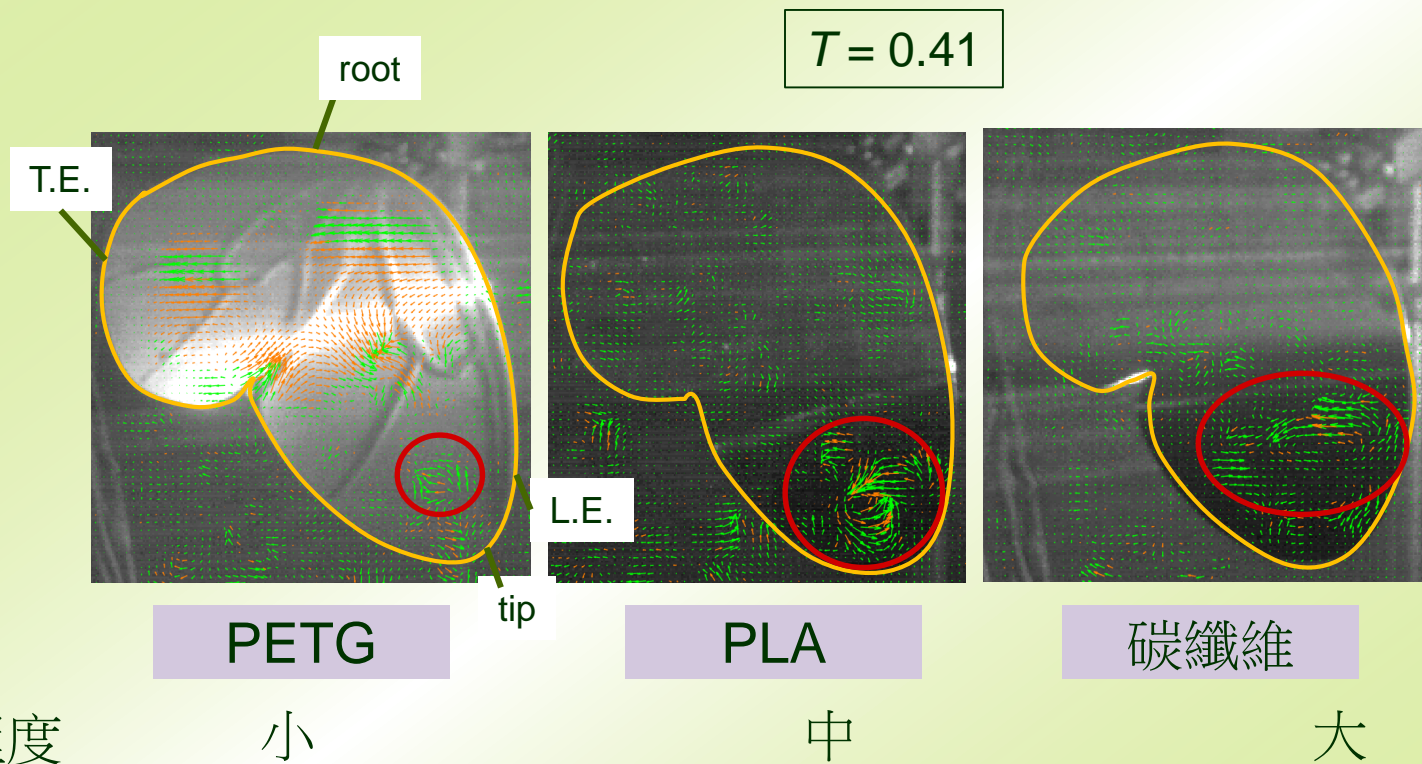 T = 0.41
root
T.E.
L.E.
tip
PETG
PLA
碳纖維
度
小
中
大